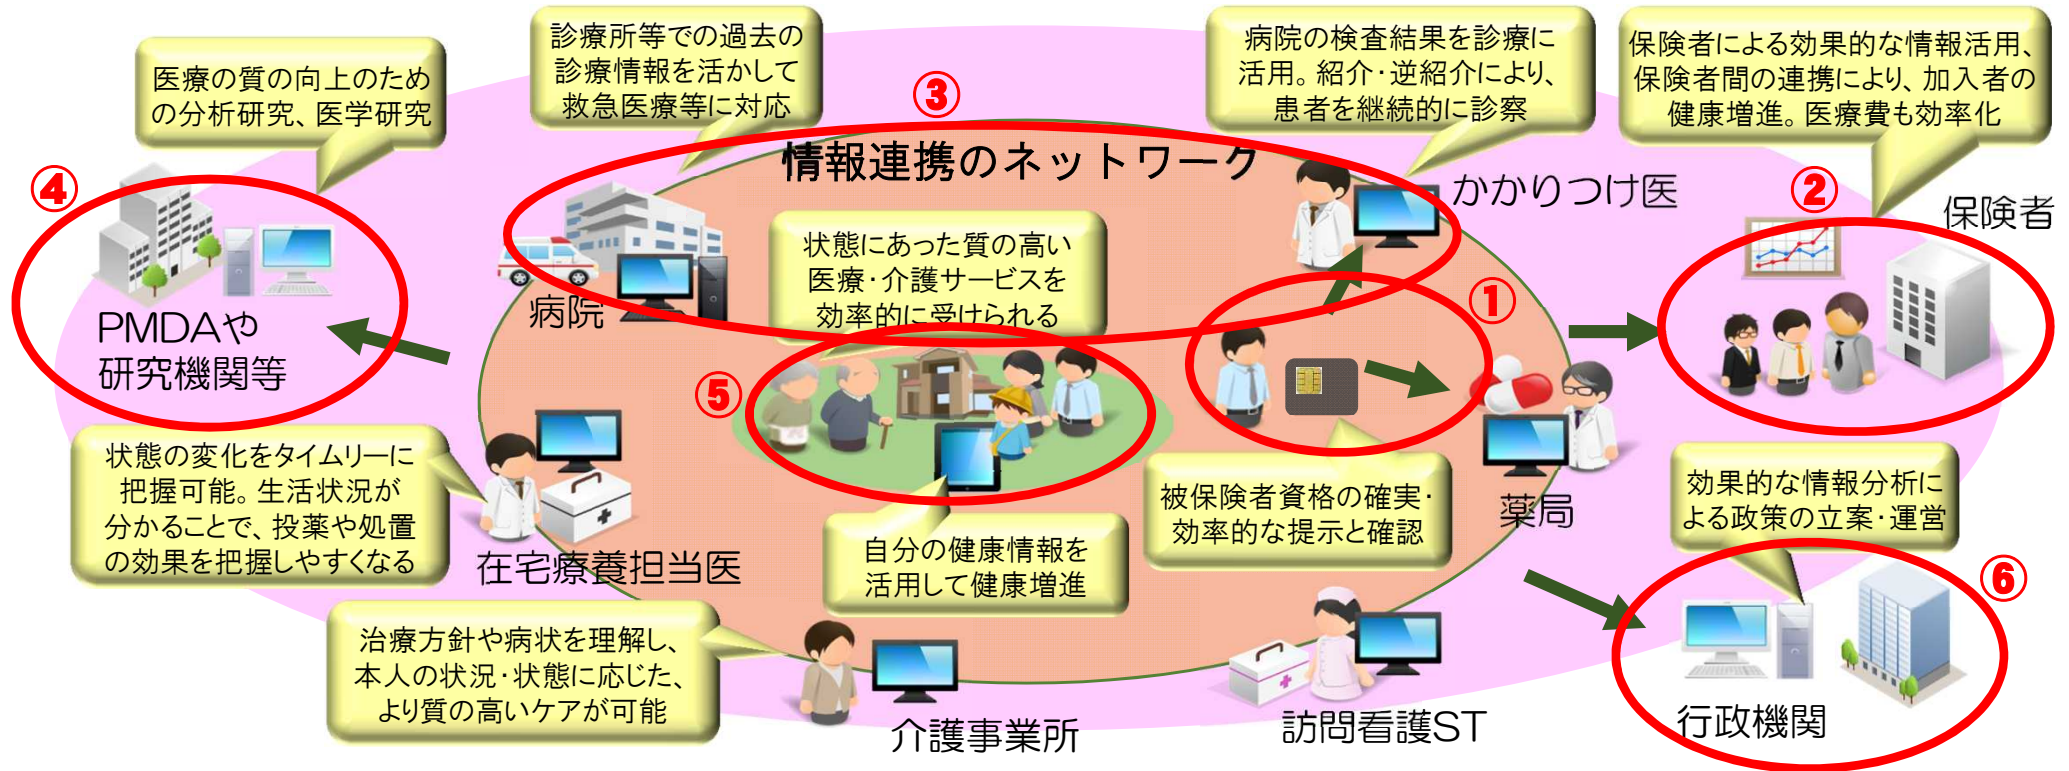 医療の質の向上のため
の分析研究、医学研究
診療所等での過去の
診療情報を活かして
救急医療等に対応
③
病院の検査結果を診療に
活用。紹介・逆紹介により、
患者を継続的に診察
保険者による効果的な情報活用、
保険者間の連携により、加入者の
健康増進。医療費も効率化
情報連携のネットワーク
④
かかりつけ医
②
保険者
状態にあった質の高い
医療・介護サービスを
効率的に受けられる
病院
①
PMDAや
研究機関等
⑤
状態の変化をタイムリーに
把握可能。生活状況が
分かることで、投薬や処置
の効果を把握しやすくなる
在宅療養担当医
自分の健康情報を
活用して健康増進
被保険者資格の確実・
効率的な提示と確認
薬局
効果的な情報分析に
よる政策の立案・運営
⑥
治療方針や病状を理解し、
本人の状況・状態に応じた、
より質の高いケアが可能
介護事業所
訪問看護ST
行政機関